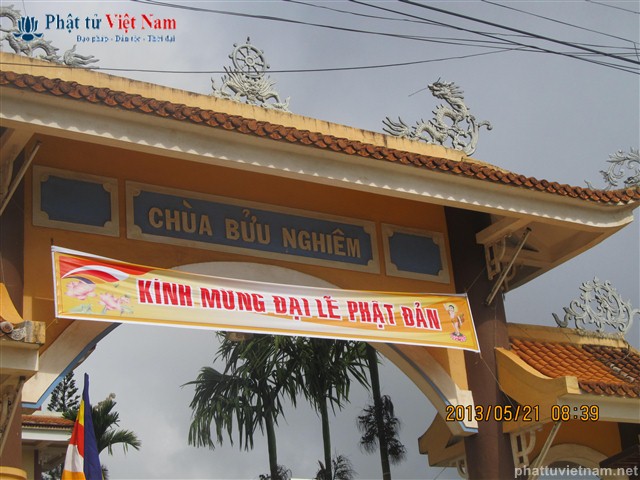 Phật tử Việt Nam
Đạo pháp - Dân tộc - Thời đại
CHÙA BỬU NGHIÊM
KÍNH MỪNG ĐẠI LỄ PHẬT ĐẢN
2013/05/21 08:39
phattuvietnam.net